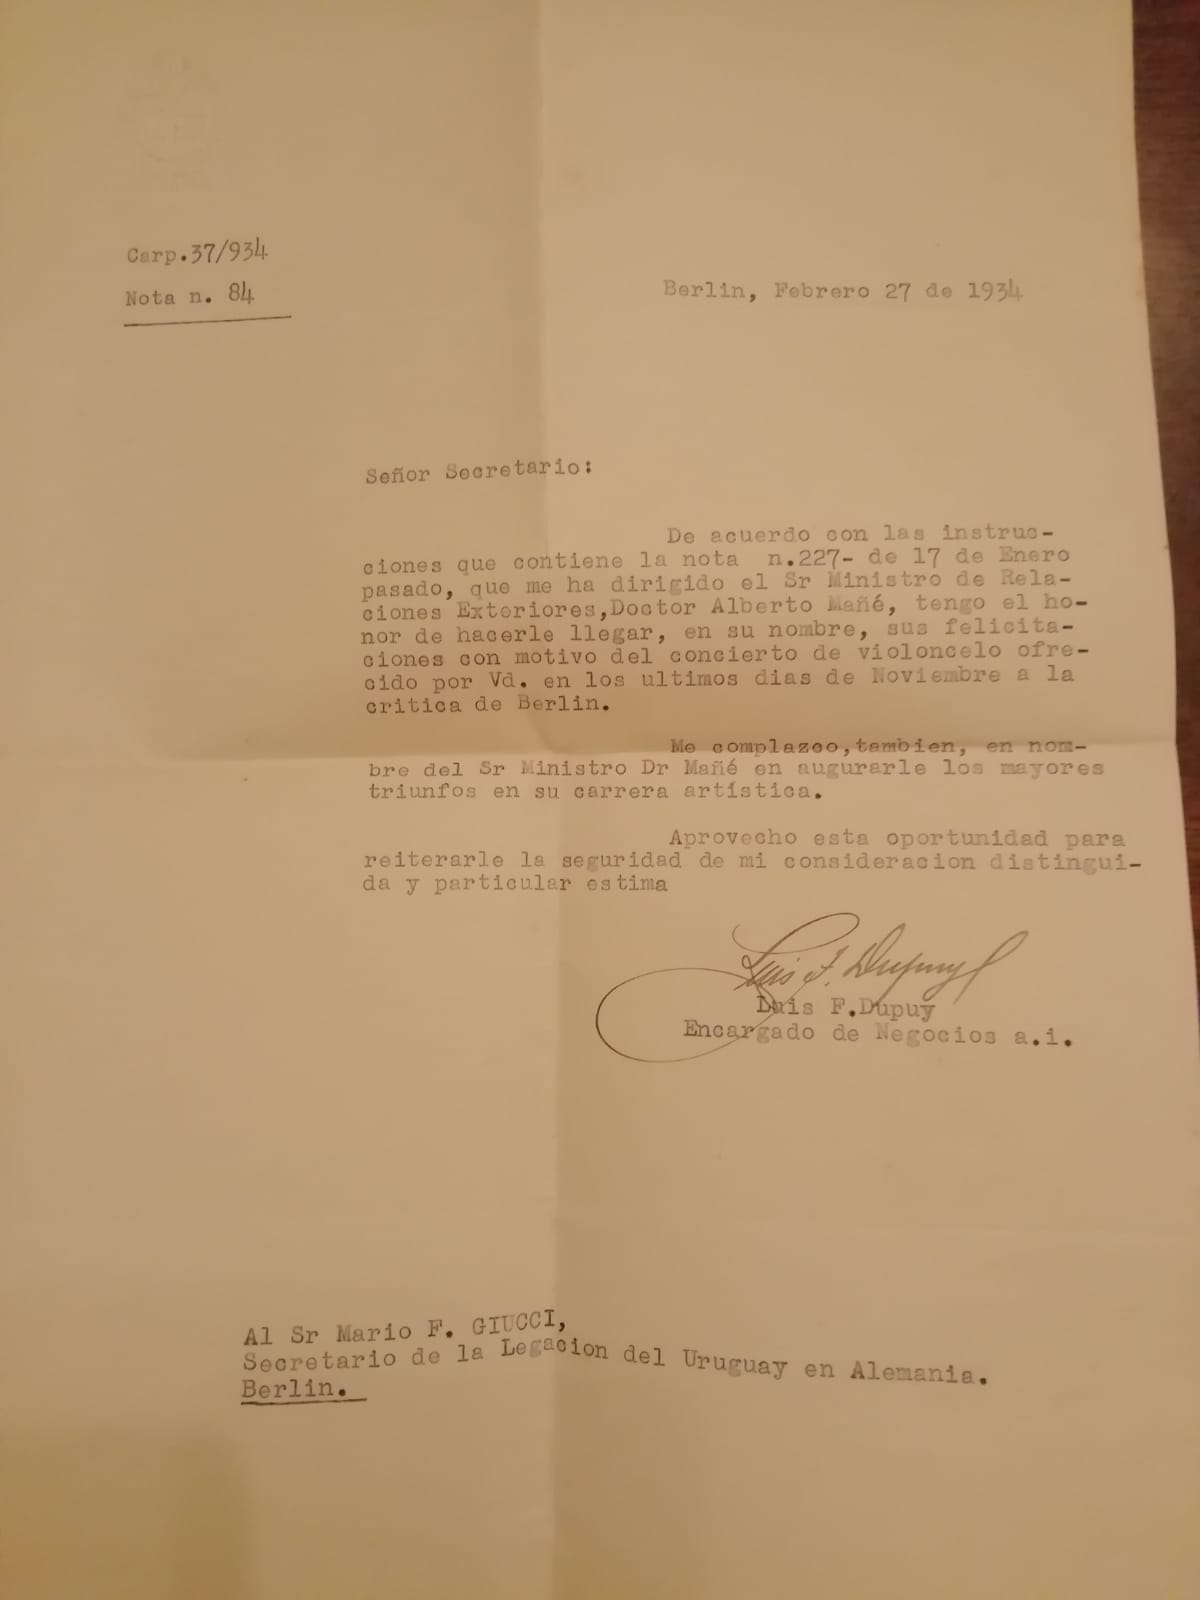 Carp.37/934
Nota n. 84
Berlin, Febrero 27 de 1934
Señor Secretario:
De acuerdo con las instruc-
ciones que contiene la nota n.227- de 17 de Enero
pasado, que me ha dirigido el Sr Ministro de Rela-
ciones Exteriores,Doctor Alberto Mañé, tengo el ho-
nor de hacerle llegar, en su nombre, sus felicita-
ciones con motivo del concierto de violoncelo ofre-
cido por Vd. en los ultimos dias de Noviembre a la
critica de Berlin.
Me complazco,tambien, en nom-
bre del Sr Ministro Dr Mañé en augurarle los mayores
triunfos en su carrera artística.
Aprovecho esta oportunidad para
reiterarle la seguridad de mi consideracion distingui-
da y particular estima
Luis F. Dupuy
Luis F.Dupuy
Encargado de Negocios a.i.
Al Sr Mario F. GIUCCI,
Secretario de la Legacion del Uruguay en Alemania.
Berlin.